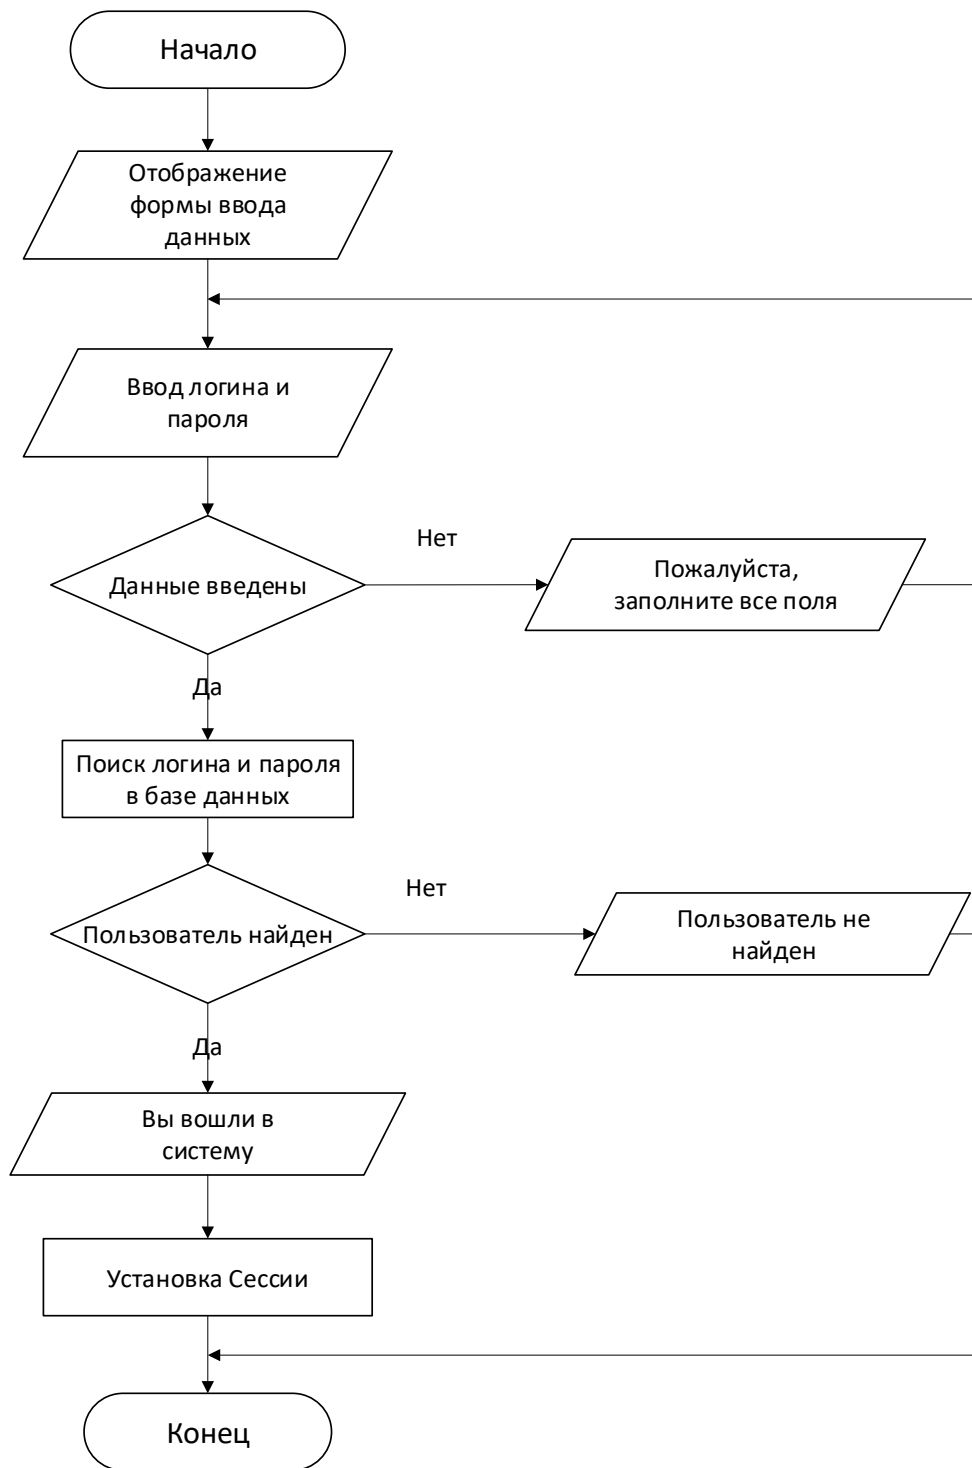 Начало
Отображение
формы ввода
данных
Ввод логина и
пароля
Данные введены
Нет
Пожалуйста,
заполните все поля
Да
Поиск логина и пароля
в базе данных
Пользователь найден
Нет
Пользователь не
найден
Да
Вы вошли в
систему
Установка Сессии
Конец